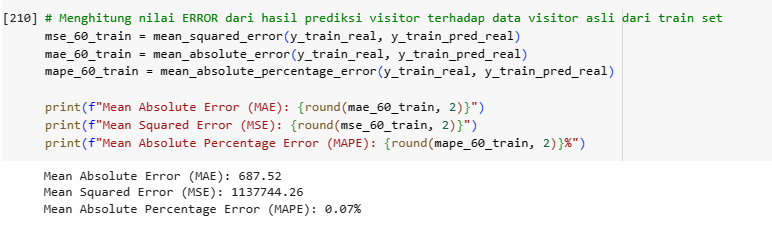 [210] # Menghitung nilai ERROR dari hasil prediksi visitor terhadap data visitor asli dari train set
mse_60_train = mean_squared_error(y_train_real, y_train_pred_real)
mae_60_train = mean_absolute_error(y_train_real, y_train_pred_real)
mape_60_train = mean_absolute_percentage_error(y_train_real, y_train_pred_real)
print(f"Mean Absolute Error (MAE): {round(mae_60_train, 2)}")
print(f"Mean Squared Error (MSE): {round(mse_60_train, 2)}")
print(f"Mean Absolute Percentage Error (MAPE): {round(mape_60_train, 2)}%")
Mean Absolute Error (MAE): 687.52
Mean Squared Error (MSE): 1137744.26
Mean Absolute Percentage Error (MAPE): 0.07%